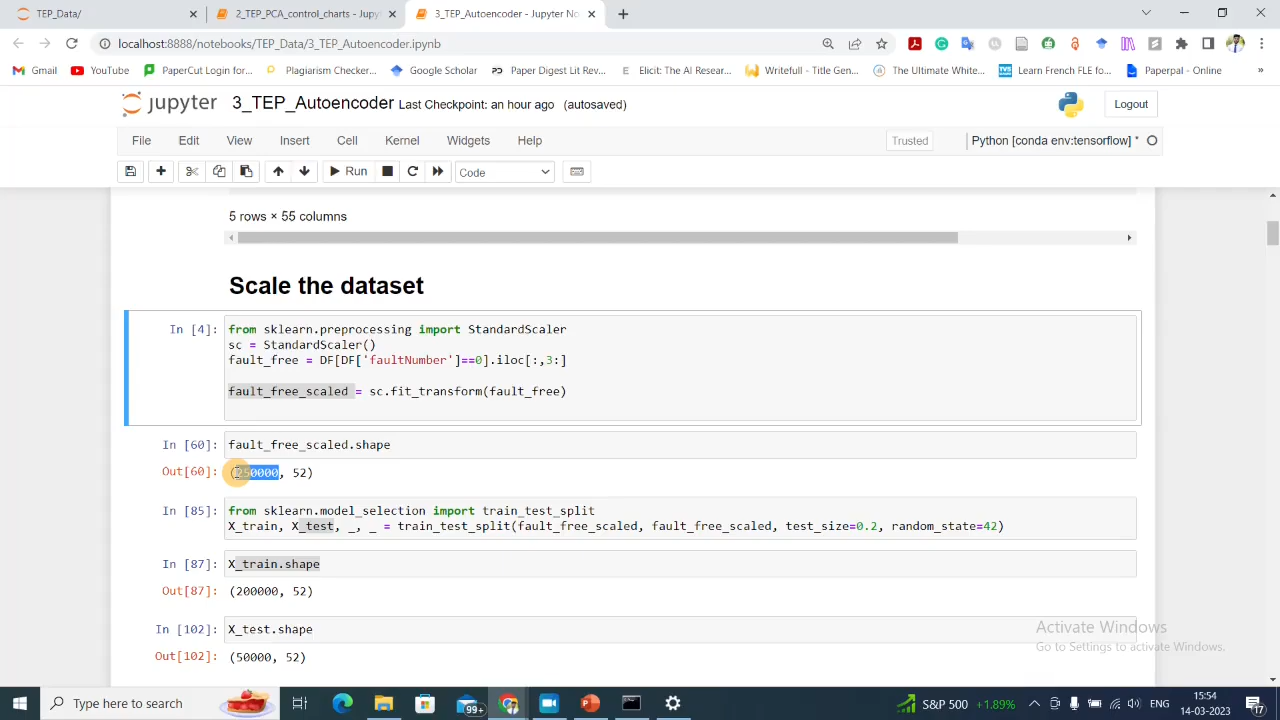 TEP_Data/
2_TEP_PCA_control_charts - Jupyt
3_TEP_Autoencoder - Jupyter No
localhost:8888/notebooks/TEP_Data/3_TEP_Autoencoder.ipynb
Gmail
YouTube
PaperCut Login for...
Plagiarism Checker...
Google Scholar
Paper Digest Lit Rev...
Elicit: The AI Resear...
Writefull - Title Gen...
The Ultimate White...
Learn French FLE fo...
Paperpal - Online
»
jupyter 3_TEP_Autoencoder Last Checkpoint: an hour ago (autosaved)
Logout
File Edit View Insert Cell Kernel Widgets Help
Trusted
Python [conda env:tensorflow] *
Run
Code
5 rows × 55 columns
Scale the dataset
In [4]: from sklearn.preprocessing import StandardScaler
sc = StandardScaler()
fault_free = DF[DF['faultNumber']==0].iloc[:,3:]
fault_free_scaled = sc.fit_transform(fault_free)
In [60]: fault_free_scaled.shape
Out[60]: (250000, 52)
In [85]: from sklearn.model_selection import train_test_split
X_train, X_test, _, _ = train_test_split(fault_free_scaled, fault_free_scaled, test_size=0.2, random_state=42)
In [87]: X_train.shape
Out[87]: (200000, 52)
In [102]: X_test.shape
Out[102]: (50000, 52)
Activate Windows
Go to Settings to activate Windows.
Type here to search
99+
S&P 500 +1.89%
ENG
15:54
14-03-2023
17